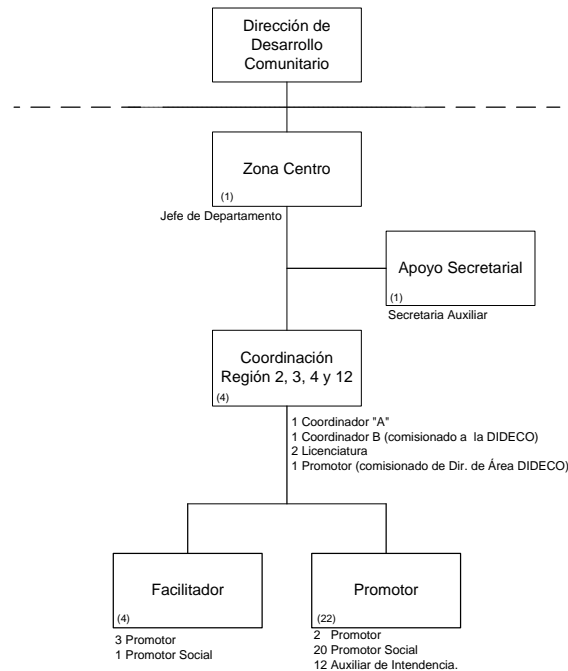 Dirección de
Desarrollo
Comunitario
Zona Centro
(1)
Jefe de Departamento
Apoyo Secretarial
(1)
Secretaria Auxiliar
Coordinación
Región 2, 3, 4 y 12
(4)
1 Coordinador "A"
1 Coordinador B (comisionado a la DIDECO)
2 Licenciatura
1 Promotor (comisionado de Dir. de Área DIDECO)
Facilitador
(4)
3 Promotor
1 Promotor Social
Promotor
(22)
2 Promotor
20 Promotor Social
12 Auxiliar de Intendencia.